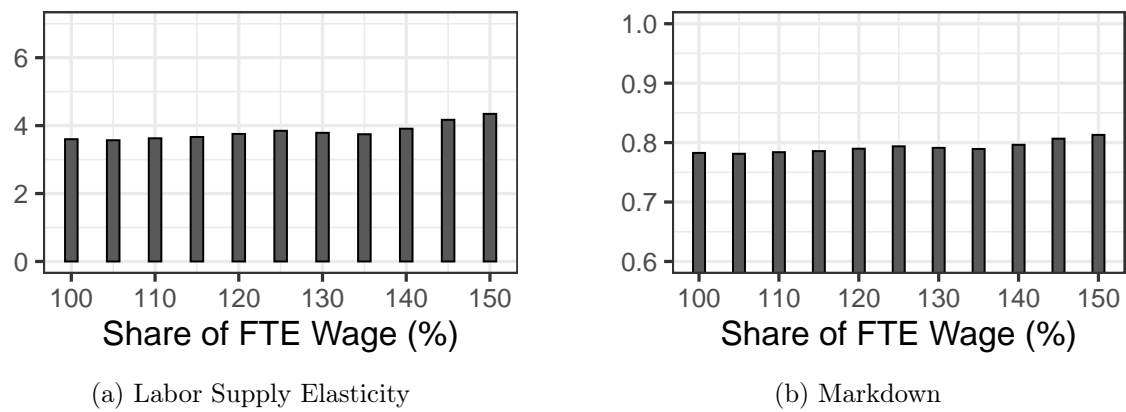 6
4
2
0
100 110 120 130 140 150
Share of FTE Wage (%)
(a) Labor Supply Elasticity
1.0
0.9
0.8
0.7
0.6
100 110 120 130 140 150
Share of FTE Wage (%)
(b) Markdown